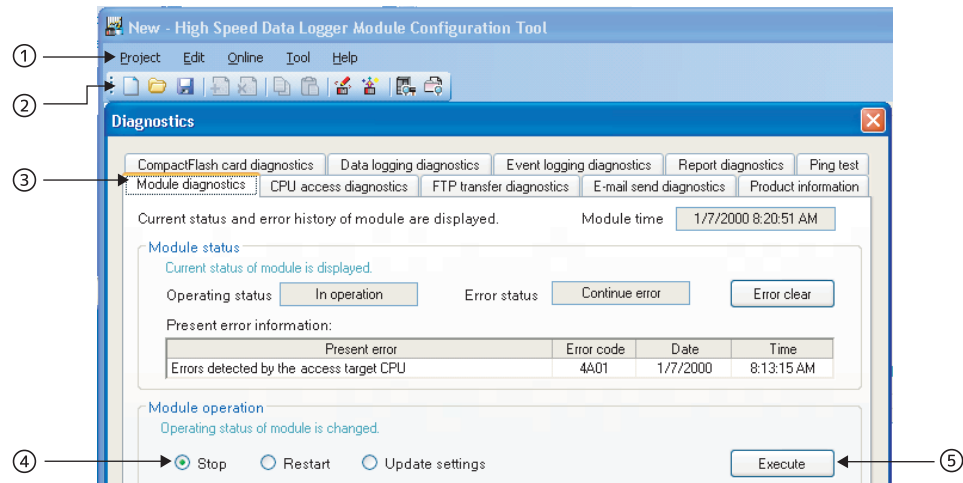 New - High Speed Data Logger Module Configuration Tool
① Project Edit Online Tool Help
②
Diagnostics
CompactFlash card diagnostics Data logging diagnostics Event logging diagnostics Report diagnostics Ping test
③ Module diagnostics CPU access diagnostics FTP transfer diagnostics E-mail send diagnostics Product information
Current status and error history of module are displayed. Module time 1/7/2000 8:20:51 AM
Module status
Current status of module is displayed.
Operating status In operation Error status Continue error Error clear
Present error information:
Present error Error code Date Time
Errors detected by the access target CPU 4A01 1/7/2000 8:13:15 AM
Module operation
Operating status of module is changed.
④ Stop Restart Update settings Execute ⑤